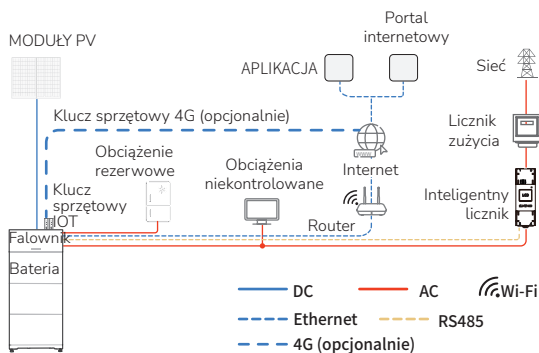 Portal
internetowy
MODUŁY PV
APLIKACJA
Sieć
Klucz sprzętowy 4G (opcjonalnie)
Licznik
zużycia
Obciążenie
rezerwowe
Obciążenia
niekontrolowane
www
Internet
Klucz
sprzętowy
IOT
Inteligentny
licznik
Router
Falownik
Bateria
DC
AC
Wi-Fi
Ethernet
RS485
4G (opcjonalnie)